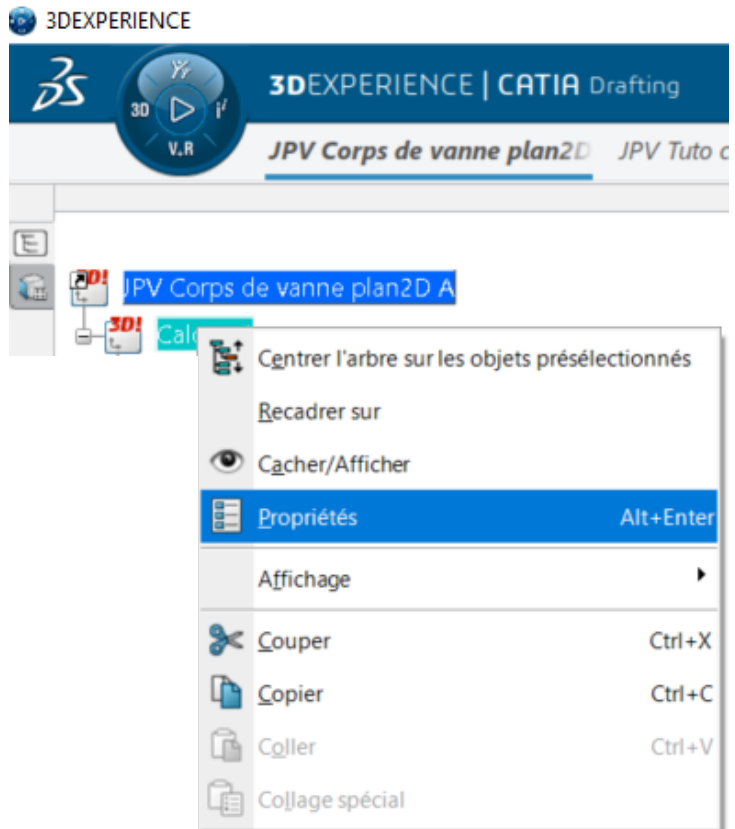 3DEXPERIENCE
3DEXPERIENCE | CATIA Drafting
3D
i²
V.R
JPV Corps de vanne plan2D JPV Tuto
JPV Corps de vanne plan2D A
3D!
Centrer l'arbre sur les objets présélectionnés
Recadrer sur
Cacher/Afficher
Propriétés Alt+Enter
Affichage
Couper Ctrl+X
Copier Ctrl+C
Coller Ctrl+V
Collage spécial